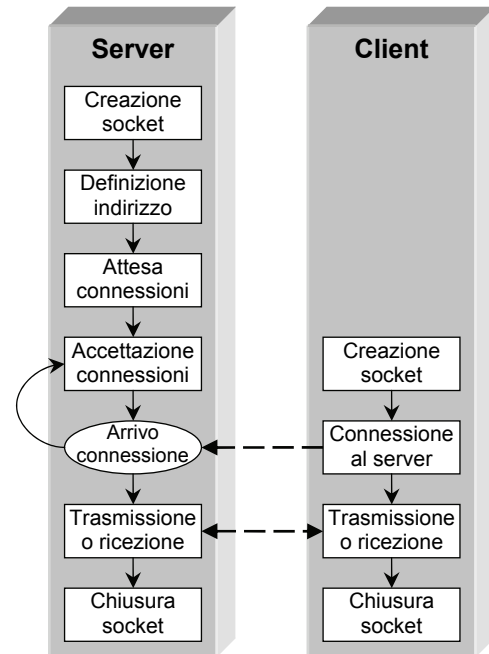 Server
Creazione
socket
Definizione
indirizzo
Attesa
connessioni
Accettazione
connessioni
Arrivo
connessione
Trasmissione
o ricezione
Chiusura
socket
Client
Creazione
socket
Connessione
al server
Trasmissione
o ricezione
Chiusura
socket